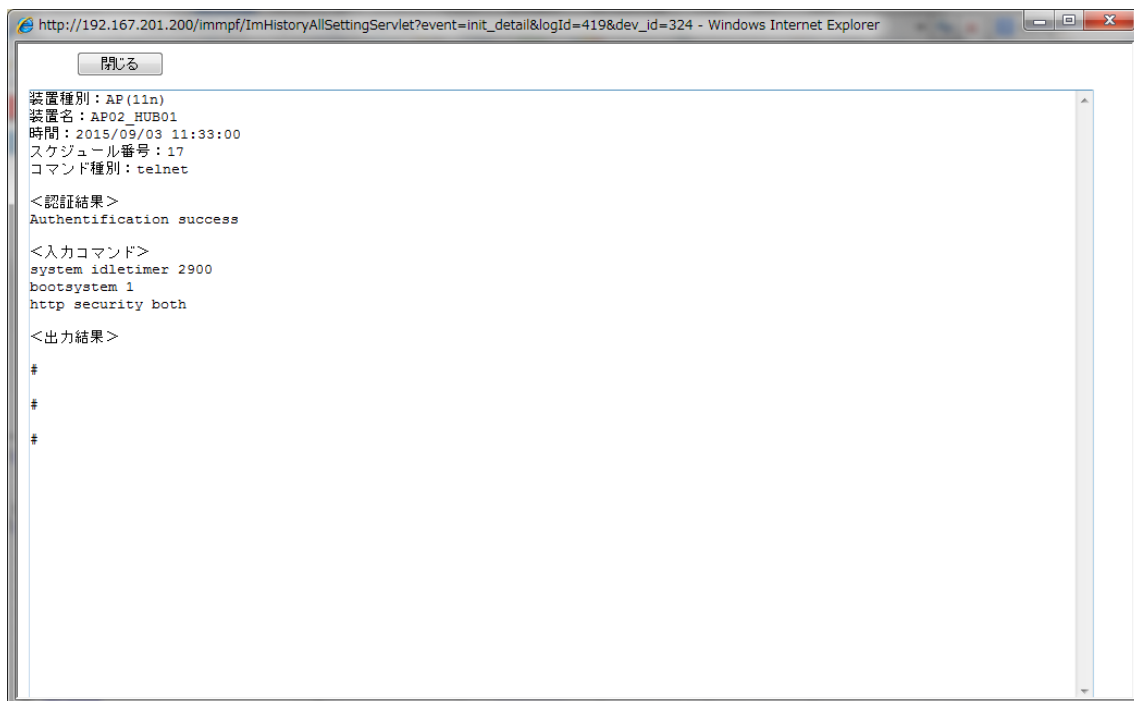 http://192.167.201.200/immpf/ImHistoryAllSettingServlet?event=init_detail&logId=419&dev_id=324 - Windows Internet Explorer
閉じる
装置種別：AP(11n)
装置名：AP02_HUB01
時間：2015/09/03 11:33:00
スケジュール番号：17
コマンド種別：telnet
＜認証結果＞
Authentification success
＜入力コマンド＞
system idletimer 2900
bootsystem 1
http security both
＜出力結果＞
#
#
#